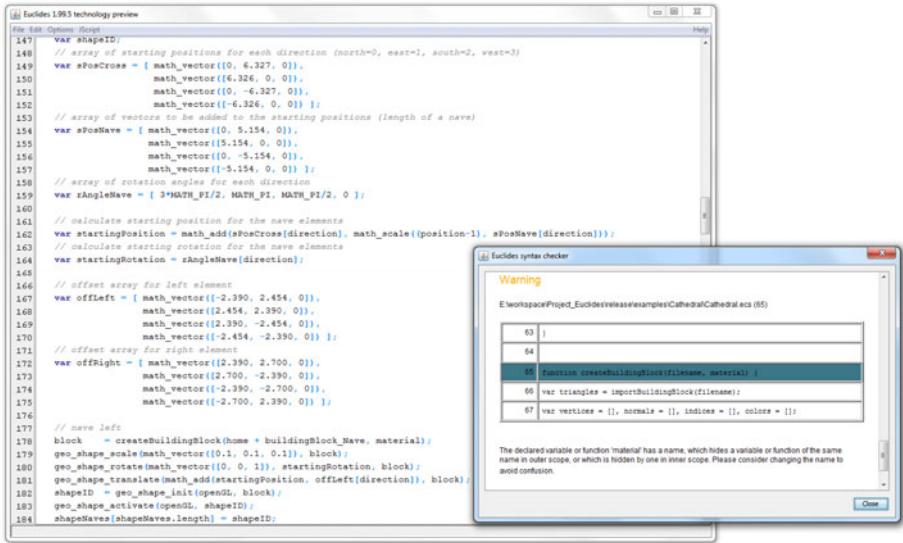 Euclides 1.99.5 technology preview
File Edit Options JScript Help
147 var shapeID;
148 // array of starting positions for each direction (north=0, east=1, south=2, west=3)
149 var sPosCross = [ math_vector([0, 6.327, 0]),
150 math_vector([6.326, 0, 0]),
151 math_vector([0, -6.327, 0]),
152 math_vector([-6.326, 0, 0]) ];
153 // array of vectors to be added to the starting positions (length of a nave)
154 var sPosNave = [ math_vector([0, 5.154, 0]),
155 math_vector([5.154, 0, 0]),
156 math_vector([0, -5.154, 0]),
157 math_vector([-5.154, 0, 0]) ];
158 // array of rotation angles for each direction
159 var rAngleNave = [ 3*MATH_PI/2, MATH_PI, MATH_PI/2, 0 ];
160
161 // calculate starting position for the nave elements
162 var startingPosition = math_add(sPosCross[direction], math_scale((position-1), sPosNave[direction]));
163 // calculate starting rotation for the nave elements
164 var startingRotation = rAngleNave[direction];
165
166 // offset array for left element
167 var offLeft = [ math_vector([-2.390, 2.454, 0]),
168 math_vector([2.454, 2.390, 0]),
169 math_vector([2.390, -2.454, 0]),
170 math_vector([-2.454, -2.390, 0]) ];
171 // offset array for right element
172 var offRight = [ math_vector([2.390, 2.700, 0]),
173 math_vector([2.700, -2.390, 0]),
174 math_vector([-2.390, -2.700, 0]),
175 math_vector([-2.700, 2.390, 0]) ];
176
177 // nave left
178 block = createBuildingBlock(home + buildingBlock_Nave, material);
179 geo_shape_scale(math_vector([0.1, 0.1, 0.1]), block);
180 geo_shape_rotate(math_vector([0, 0, 1]), startingRotation, block);
181 geo_shape_translate(math_add(startingPosition, offLeft[direction]), block);
182 shapeID = geo_shape_init(openGL, block);
183 geo_shape_activate(openGL, shapeID);
184 shapeNaves[shapeNaves.length] = shapeID;
Euclides syntax checker
Warning
E:\workspace\Project_Euclides\release\examples\Cathedral\Cathedral.ecs (65)
63 }
64
65 function createBuildingBlock(filename, material) {
66 var triangles = importBuildingBlock(filename);
67 var vertices = [], normals = [], indices = [], colors = [];
The declared variable or function 'material' has a name, which hides a variable or function of the same
name in outer scope, or which is hidden by one in inner scope. Please consider changing the name to
avoid confusion.
Close